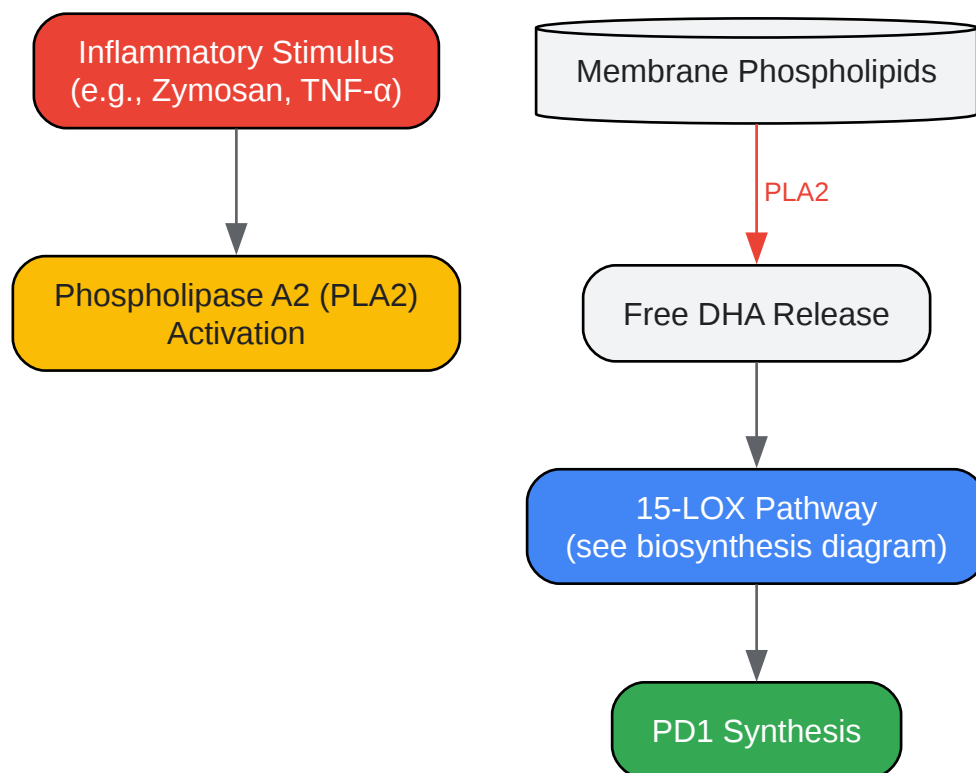 Inflammatory Stimulus
(e.g., Zymosan, TNF-α)
Phospholipase A2 (PLA2)
Activation
Membrane Phospholipids
PLA2
Free DHA Release
15-LOX Pathway
(see biosynthesis diagram)
PD1 Synthesis